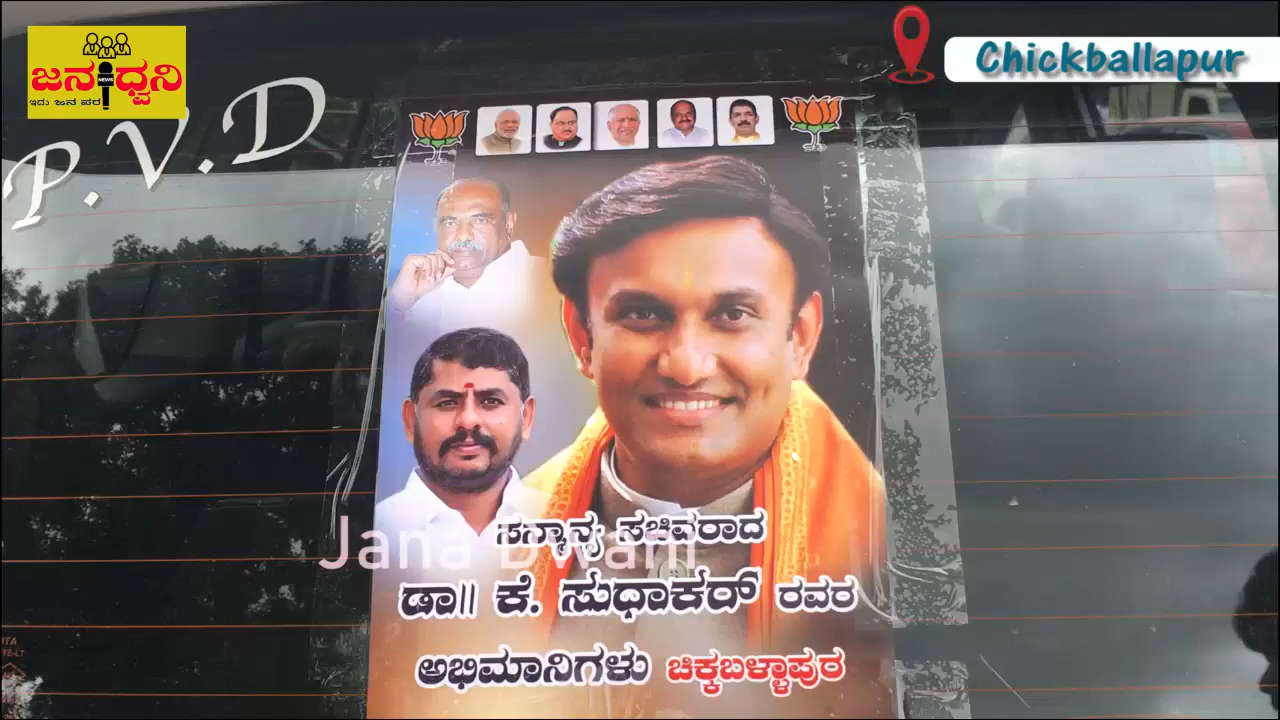 ಜನಧ್ವನಿ
NEWS
ಇದು ಜನ ಪರ
Chickballapur
P.V.D
ಸನ್ಮಾನ್ಯ ಸಚಿವರಾದ
Jana Dwani
ಡಾ|| ಕೆ. ಸುಧಾಕರ್ ರವರ
ಅಭಿಮಾನಿಗಳು ಚಿಕ್ಕಬಳ್ಳಾಪುರ